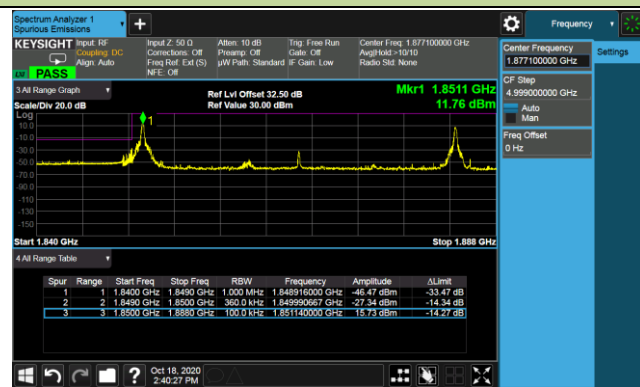 Spectrum Analyzer 1
Spurious Emissions
+
Frequency
KEYSIGHT
Input: RF
Coupling: DC
Align: Auto
Input Z: 50 Ω
Corrections: Off
Freq Ref: Ext (S)
NFE: Off
Atten: 10 dB
Preamp: Off
µW Path: Standard
Trig: Free Run
Gate: Off
IF Gain: Low
Center Freq: 1.877100000 GHz
Avg|Hold:>10/10
Radio Std: None
PASS
Center Frequency
1.877100000 GHz
Settings
CF Step
4.999000000 GHz
Auto
Man
Freq Offset
0 Hz
3 All Range Graph
Scale/Div 20.0 dB
Ref Lvl Offset 32.50 dB
Ref Value 30.00 dBm
Mkr1 1.8511 GHz
11.76 dBm
Log
10.0
-10.0
-30.0
-50.0
-70.0
-90.0
-110
-130
-150
1
Start 1.840 GHz
Stop 1.888 GHz
4 All Range Table
Spur Range Start Freq Stop Freq RBW Frequency Amplitude ΔLimit
1 1 1.8400 GHz 1.8490 GHz 1.000 MHz 1.848916000 GHz -46.47 dBm -33.47 dB
2 2 1.8490 GHz 1.8500 GHz 360.0 kHz 1.849990667 GHz -27.34 dBm -14.34 dB
3 3 1.8500 GHz 1.8880 GHz 100.0 kHz 1.851140000 GHz 15.73 dBm -14.27 dB
?
Oct 18, 2020
2:40:27 PM